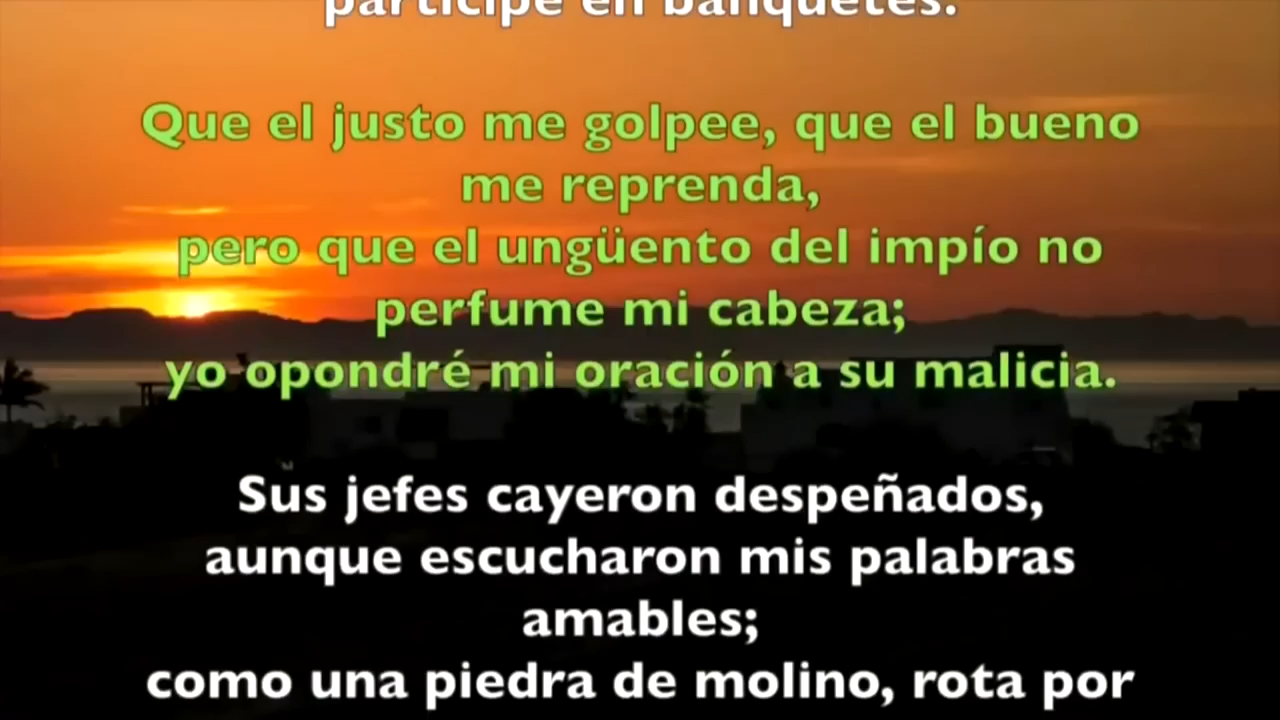 participe en banquetes.
Que el justo me golpee, que el bueno
me reprenda,
pero que el ungüento del impío no
perfume mi cabeza;
yo opondré mi oración a su malicia.
Sus jefes cayeron despeñados,
aunque escucharon mis palabras
amables;
como una piedra de molino, rota por